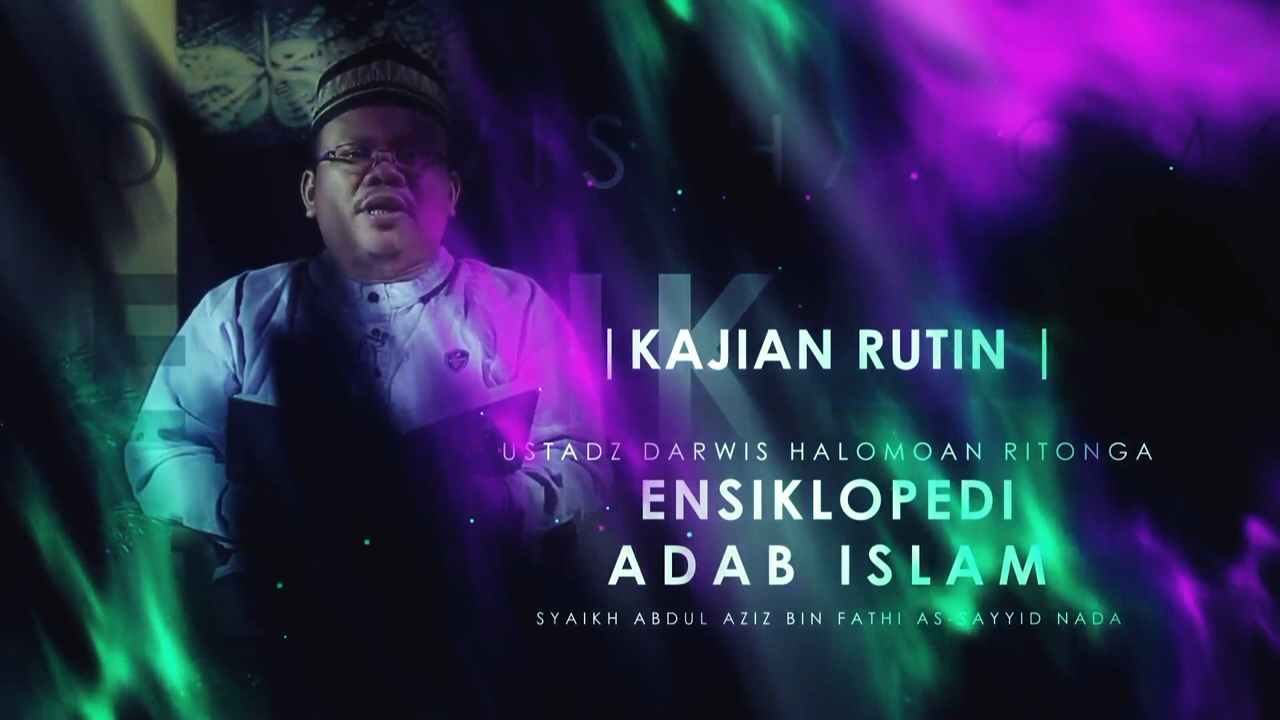 | KAJIAN RUTIN |
USTADZ DARWIS HALOMOAN RITONGA
ENSIKLOPEDI
ADAB ISLAM
SYAIKH ABDUL AZIZ BIN FATHI AS-SAYYID NADA